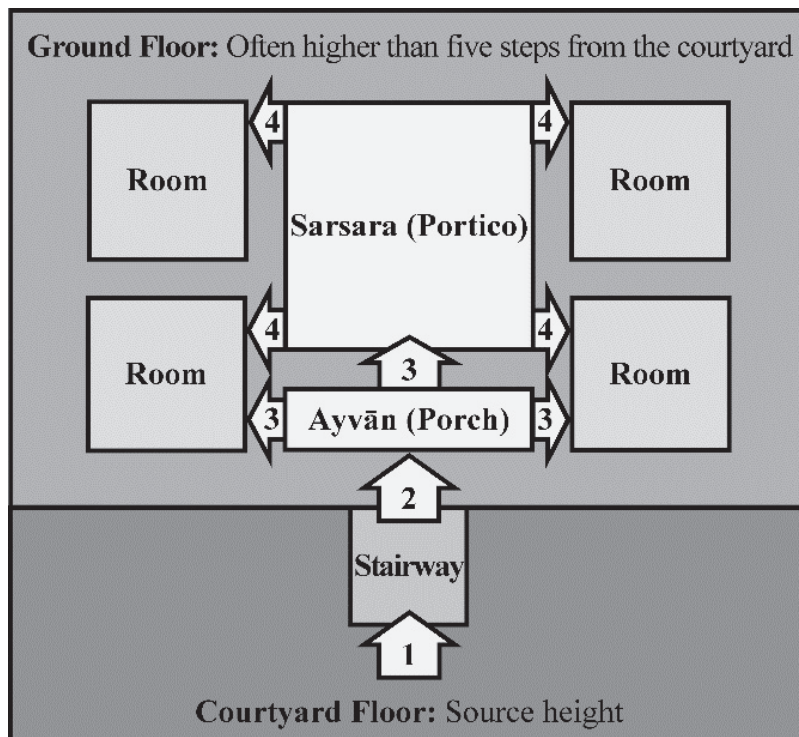 Ground Floor: Often higher than five steps from the courtyard
4 4
Room Room
Sarsara (Portico)
4 4
Room 3 Room
3 Ayvān (Porch) 3
2
Stairway
1
Courtyard Floor: Source height